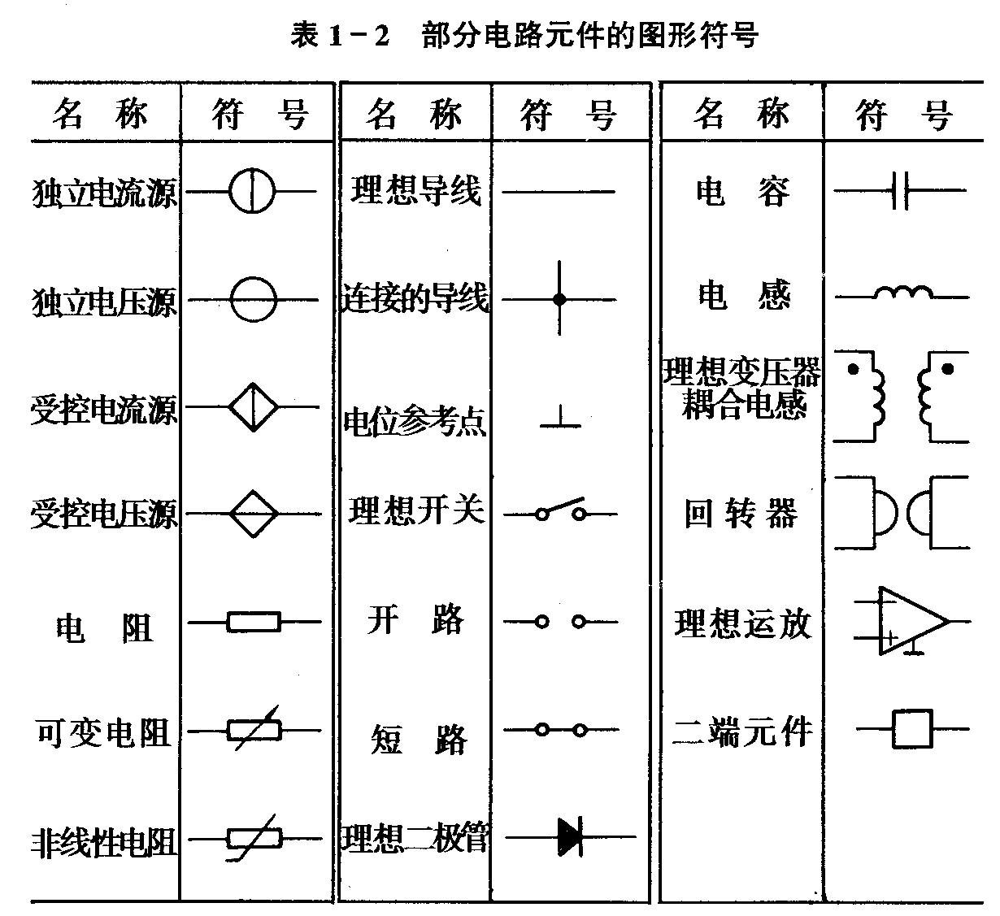 表 1-2 部分电路元件的图形符号
名 称 符 号 名 称 符 号 名 称 符 号
独立电流源 理想导线 电 容
独立电压源 连接的导线 电 感
受控电流源 电位参考点 理想变压器
耦合电感
受控电压源 理想开关 回转器
电 阻 开 路 理想运放
可变电阻 短 路 二端元件
非线性电阻 理想二极管